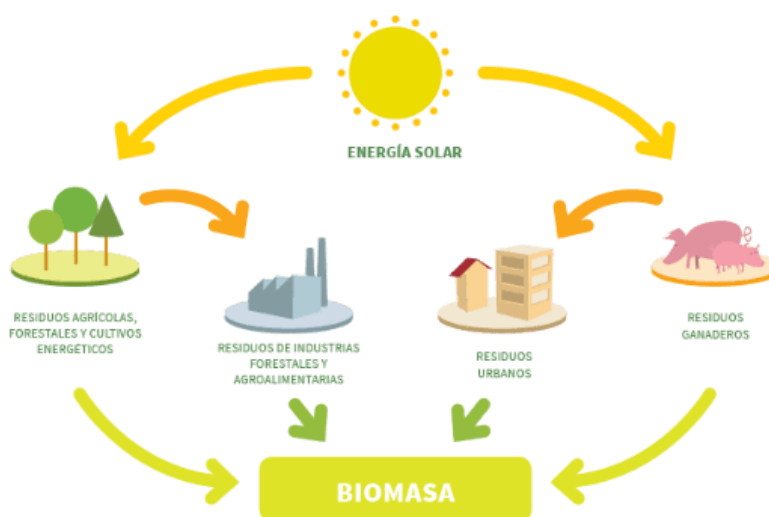 ENERGÍA SOLAR
RESIDUOS AGRÍCOLAS,
FORESTALES Y CULTIVOS
ENERGÉTICOS
RESIDUOS DE INDUSTRIAS
FORESTALES Y
AGROALIMENTARIAS
RESIDUOS
URBANOS
RESIDUOS
GANADEROS
BIOMASA